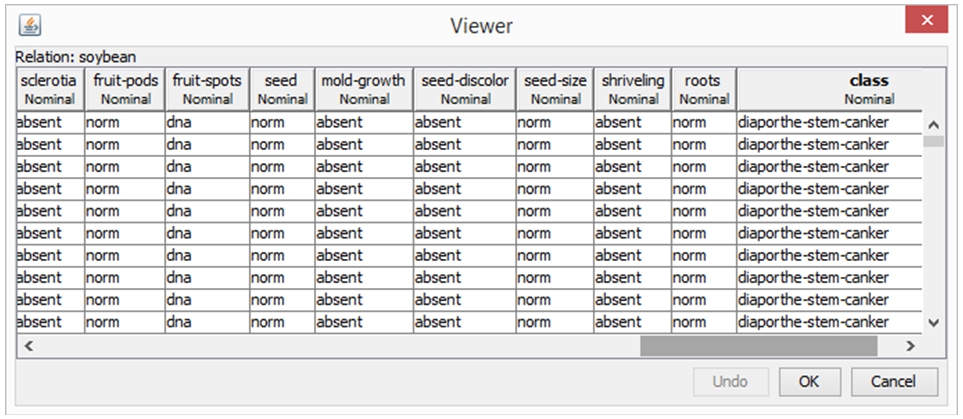 Viewer
Relation: soybean
sclerotia fruit-pods fruit-spots seed mold-growth seed-discolor seed-size shriveling roots class
Nominal Nominal Nominal Nominal Nominal Nominal Nominal Nominal Nominal Nominal
absent norm dna norm absent absent norm absent norm diaporthe-stem-canker
absent norm dna norm absent absent norm absent norm diaporthe-stem-canker
absent norm dna norm absent absent norm absent norm diaporthe-stem-canker
absent norm dna norm absent absent norm absent norm diaporthe-stem-canker
absent norm dna norm absent absent norm absent norm diaporthe-stem-canker
absent norm dna norm absent absent norm absent norm diaporthe-stem-canker
absent norm dna norm absent absent norm absent norm diaporthe-stem-canker
absent norm dna norm absent absent norm absent norm diaporthe-stem-canker
absent norm dna norm absent absent norm absent norm diaporthe-stem-canker
absent norm dna norm absent absent norm absent norm diaporthe-stem-canker
Undo OK Cancel